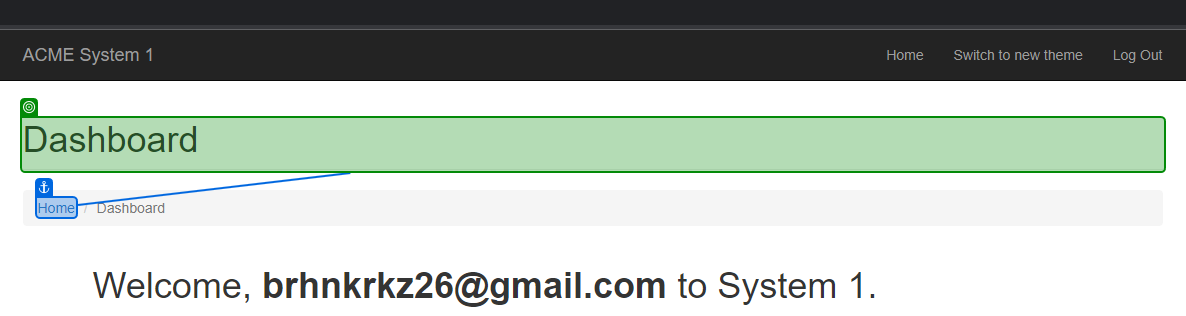 ACME System 1 Home Switch to new theme Log Out
Dashboard
Home / Dashboard
Welcome, brhnkrkz26@gmail.com to System 1.